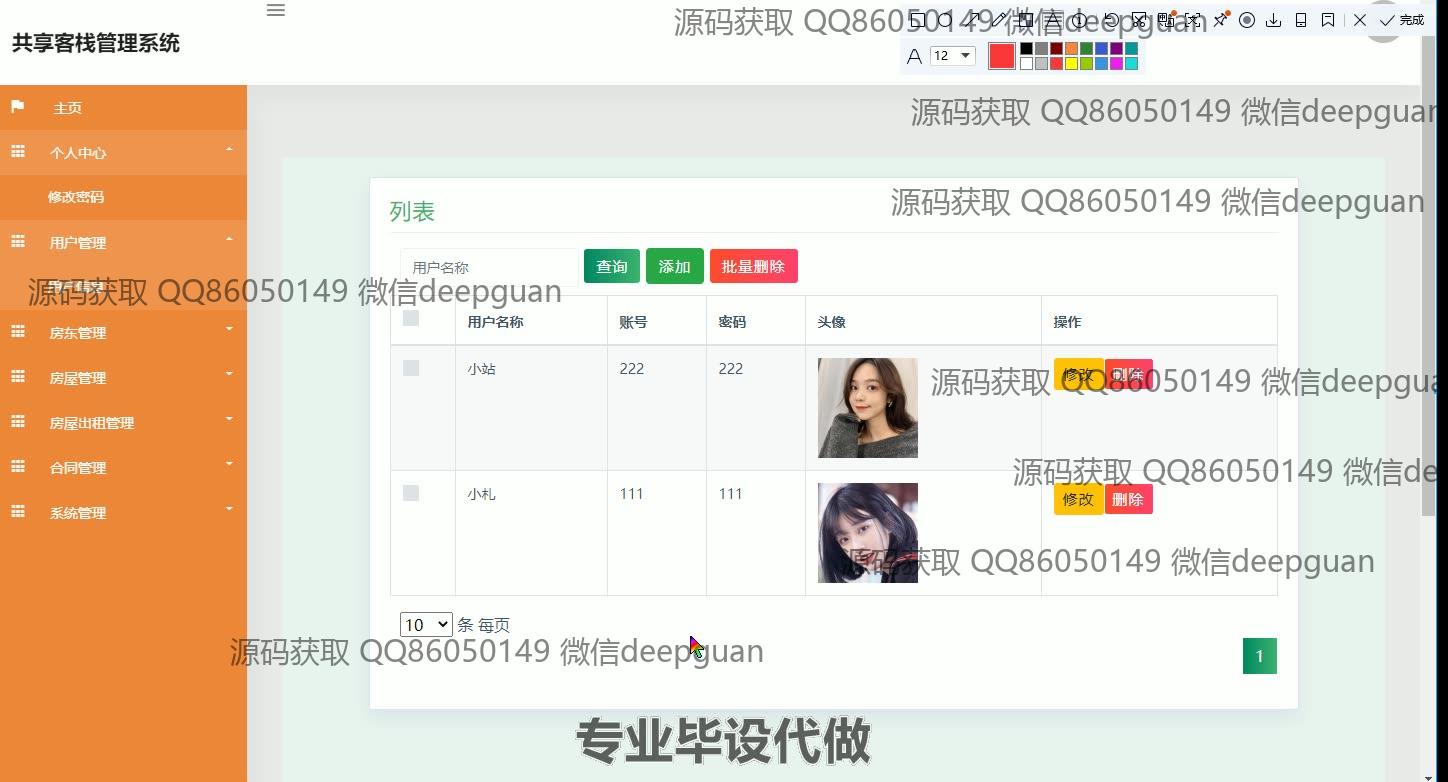 源码获取 QQ86050149 微信deepguan
完成
共享客栈管理系统
12
主页
源码获取 QQ86050149 微信deepguan
个人中心
修改密码
源码获取 QQ86050149 微信deepguan
列表
用户管理
用户名称
查询
添加
批量删除
源码获取 QQ86050149 微信deepguan
用户名称 账号 密码 头像 操作
房东管理
小站 222 222 修改 删除
房屋管理
源码获取 QQ86050149 微信deepgua
房屋出租管理
合同管理
源码获取 QQ86050149 微信de
小札 111 111 修改 删除
系统管理
源码获取 QQ86050149 微信deepguan
10 条 每页
源码获取 QQ86050149 微信deepguan
1
专业毕设代做